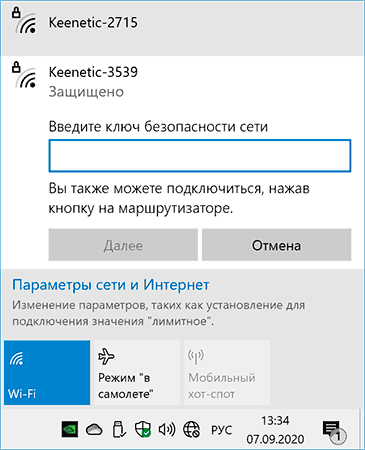 Keenetic-2715
Keenetic-3539
Защищено
Введите ключ безопасности сети
Вы также можете подключиться, нажав
кнопку на маршрутизаторе.
Далее
Отмена
Параметры сети и Интернет
Изменение параметров, таких как установление для
подключения значения "лимитное".
Wi-Fi
Режим "в
самолете"
Мобильный
хот-спот
РУС
13:34
07.09.2020
1